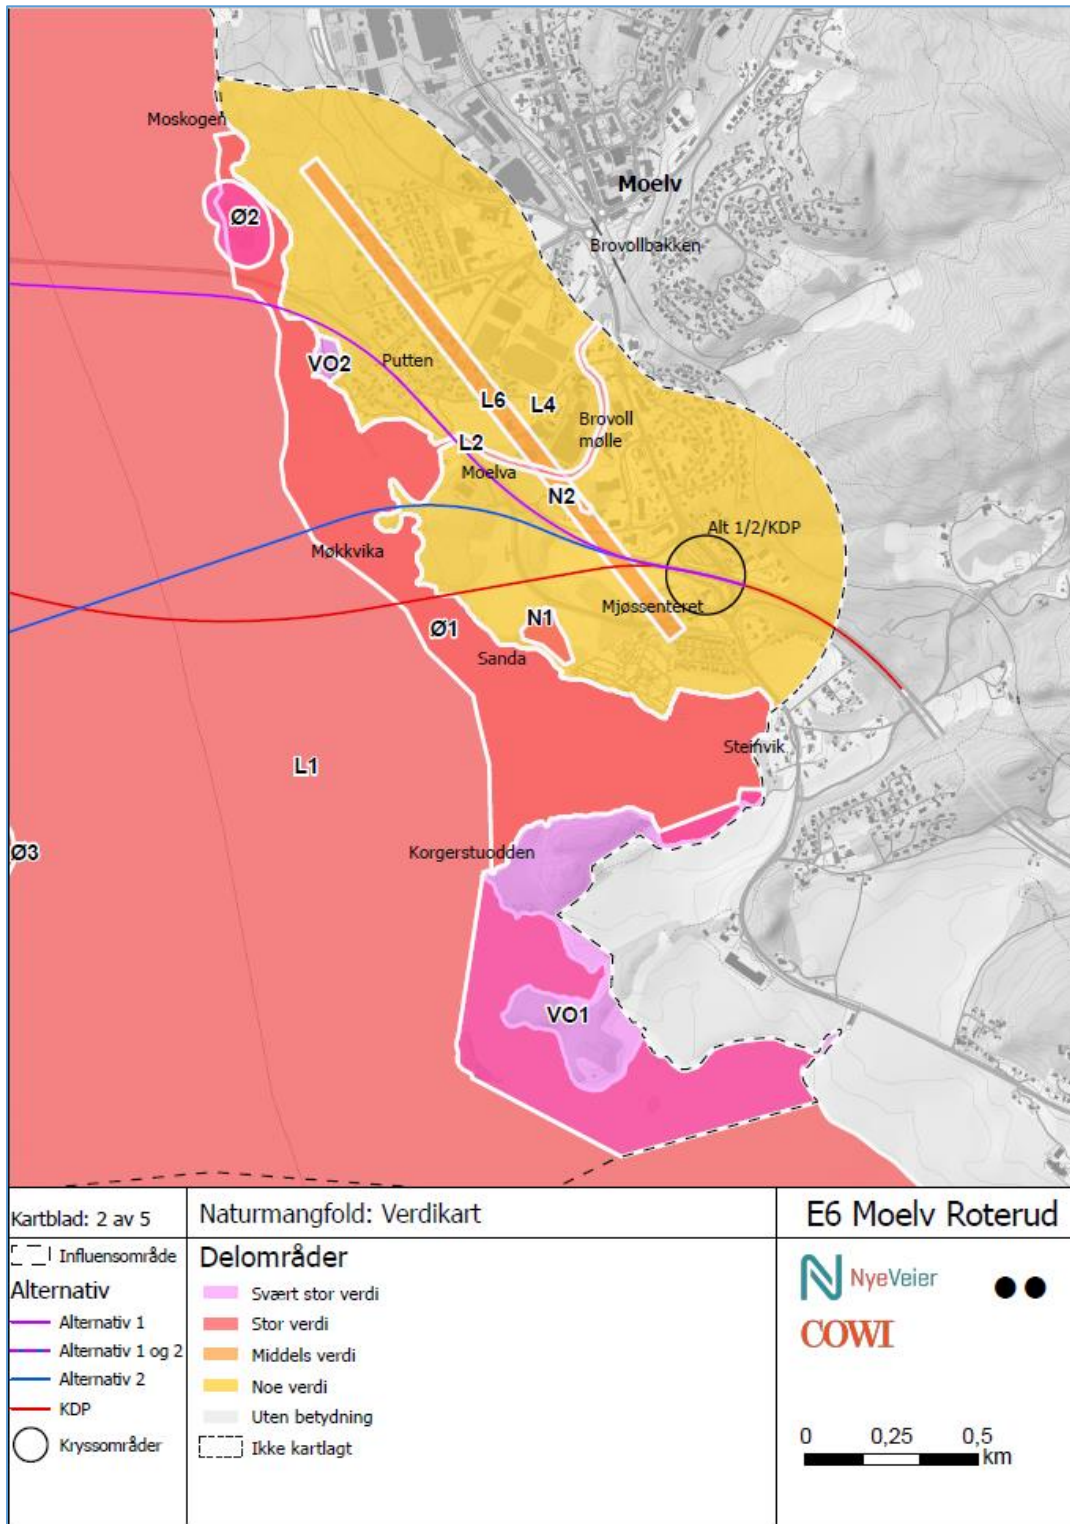 Moskogen
Moelv
Ø2
Brovollbakken
VO2
Putten
L6
L4
Brovoll
mølle
L2
Moelva
N2
Alt 1/2/KDP
Møkkvika
Mjøssenteret
N1
Ø1
Sanda
Steinvik
L1
Ø3
Korgerstuodden
VO1
Kartblad: 2 av 5
Naturmangfold: Verdikart
E6 Moelv Roterud
Influensområde
Alternativ
Alternativ 1
Alternativ 1 og 2
Alternativ 2
KDP
Kryssområder
Delområder
Svært stor verdi
Stor verdi
Middels verdi
Noe verdi
Uten betydning
Ikke kartlagt
NyeVeier
COWI
0 0,25 0,5
km